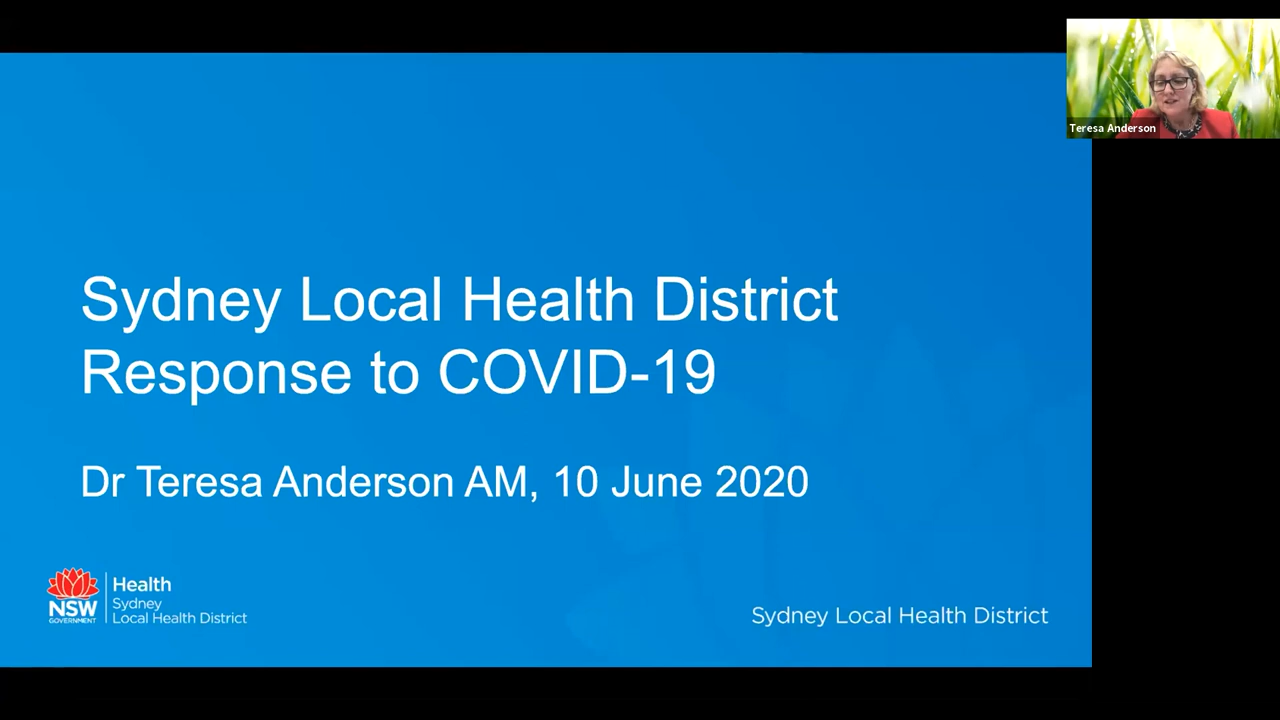 Teresa Anderson
Sydney Local Health District
Response to COVID-19
Dr Teresa Anderson AM, 10 June 2020
NSW
GOVERNMENT
Health
Sydney
Local Health District
Sydney Local Health District